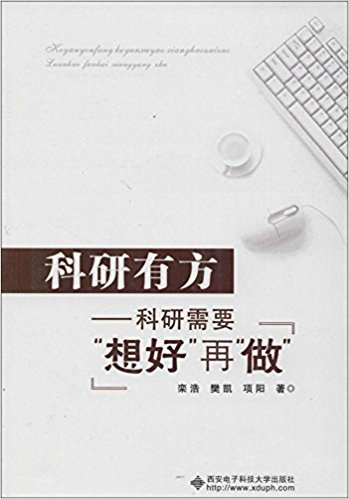 Keyanyoufang keyanxuyao xianghaozaizuo
Luanhao fankai xiangyang zhu
科研有方
——科研需要
“想好”再“做”
栾浩 樊凯 项阳 著
西安电子科技大学出版社
http://www.xduph.com